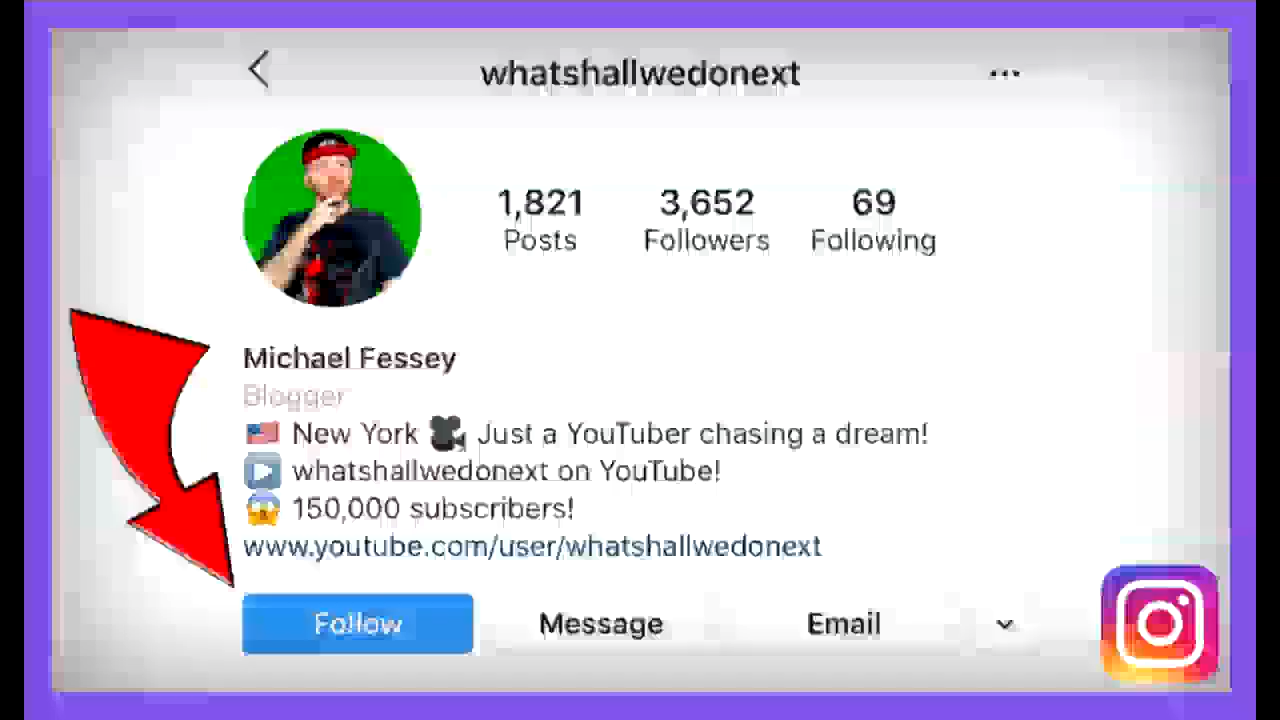 whatshallwedonext
1,821 3,652 69
Posts Followers Following
Michael Fessey
Blogger
New York Just a YouTuber chasing a dream!
whatshallwedonext on YouTube!
150,000 subscribers!
www.youtube.com/user/whatshallwedonext
Follow Message Email